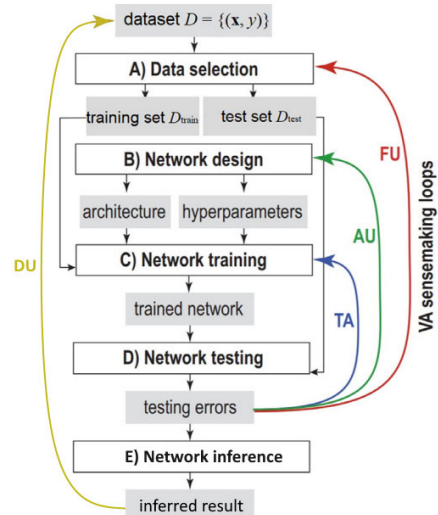 dataset D = {(x, y)}
A) Data selection
training set Dtrain
test set Dtest
FU
B) Network design
architecture
hyperparameters
AU
DU
C) Network training
TA
VA sensemaking loops
trained network
D) Network testing
testing errors
E) Network inference
inferred result